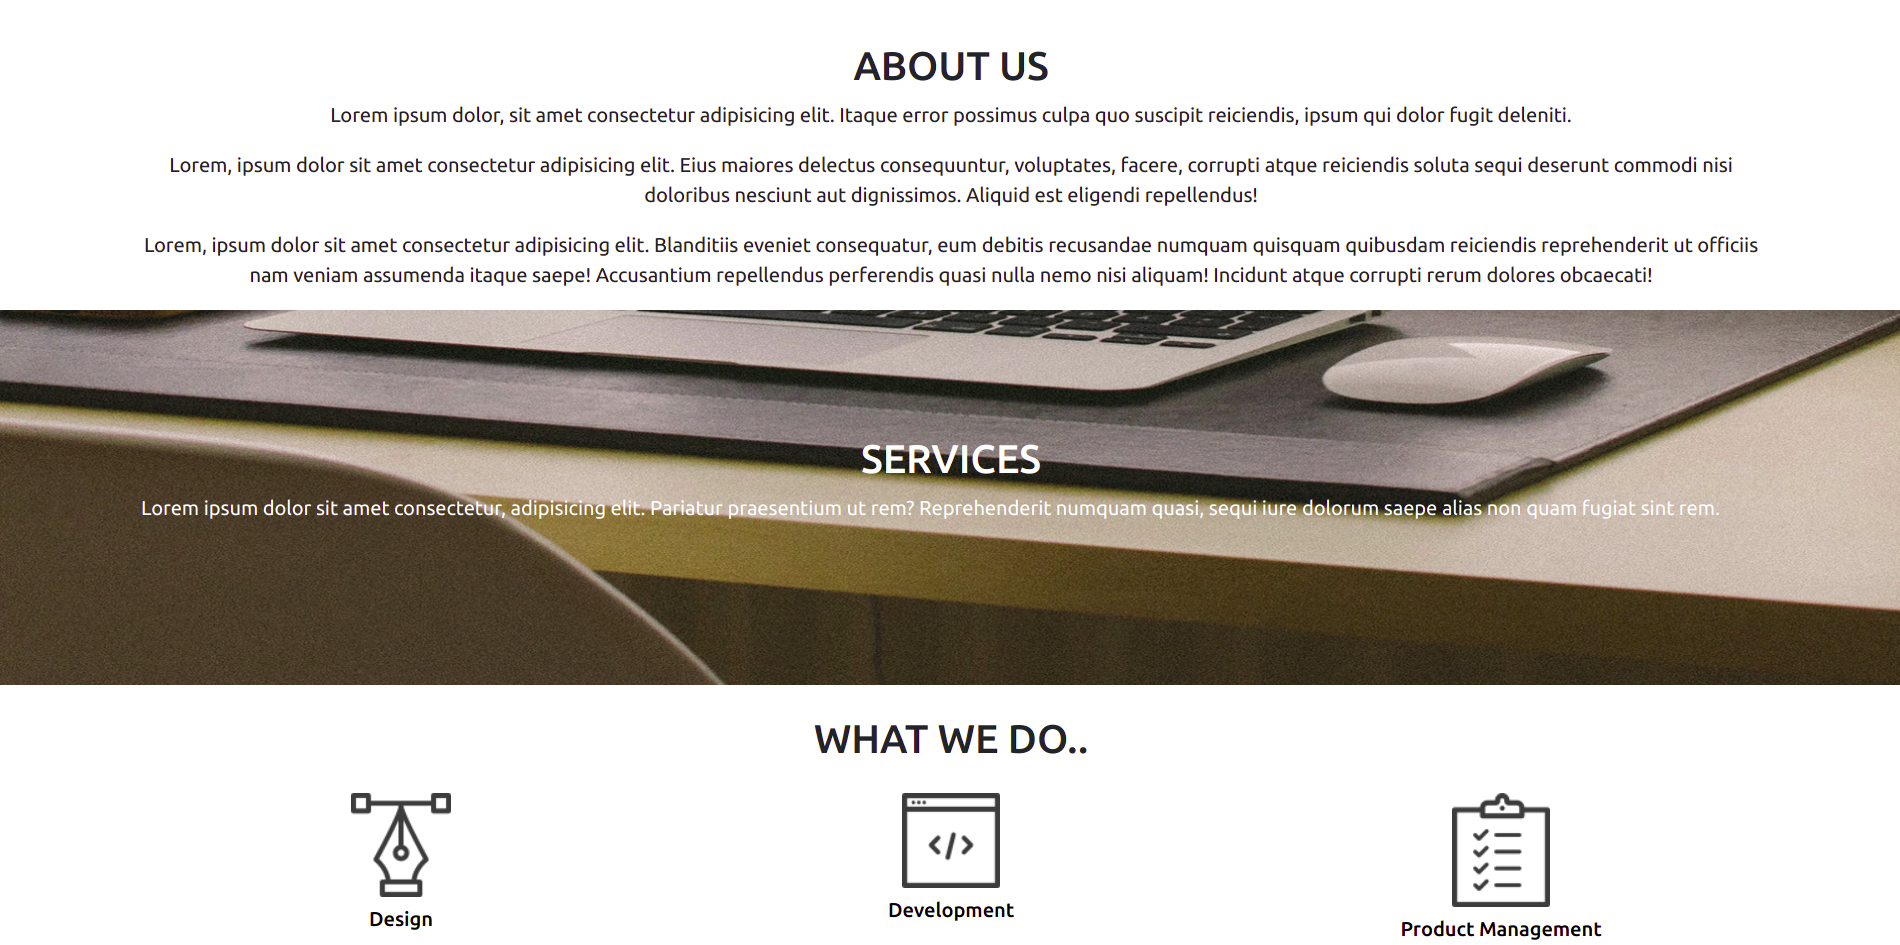 ABOUT US
Lorem ipsum dolor, sit amet consectetur adipisicing elit. Itaque error possimus culpa quo suscipit reiciendis, ipsum qui dolor fugit deleniti.
Lorem, ipsum dolor sit amet consectetur adipisicing elit. Eius maiores delectus consequuntur, voluptates, facere, corrupti atque reiciendis soluta sequi deserunt commodi nisi
doloribus nesciunt aut dignissimos. Aliquid est eligendi repellendus!
Lorem, ipsum dolor sit amet consectetur adipisicing elit. Blanditiis eveniet consequatur, eum debitis recusandae numquam quisquam quibusdam reiciendis reprehenderit ut officiis
nam veniam assumenda itaque saepe! Accusantium repellendus perferendis quasi nulla nemo nisi aliquam! Incidunt atque corrupti rerum dolores obcaecati!
SERVICES
Lorem ipsum dolor sit amet consectetur, adipisicing elit. Pariatur praesentium ut rem? Reprehenderit numquam quasi, sequi iure dolorum saepe alias non quam fugiat sint rem.
WHAT WE DO..
</>
Design
Development
Product Management